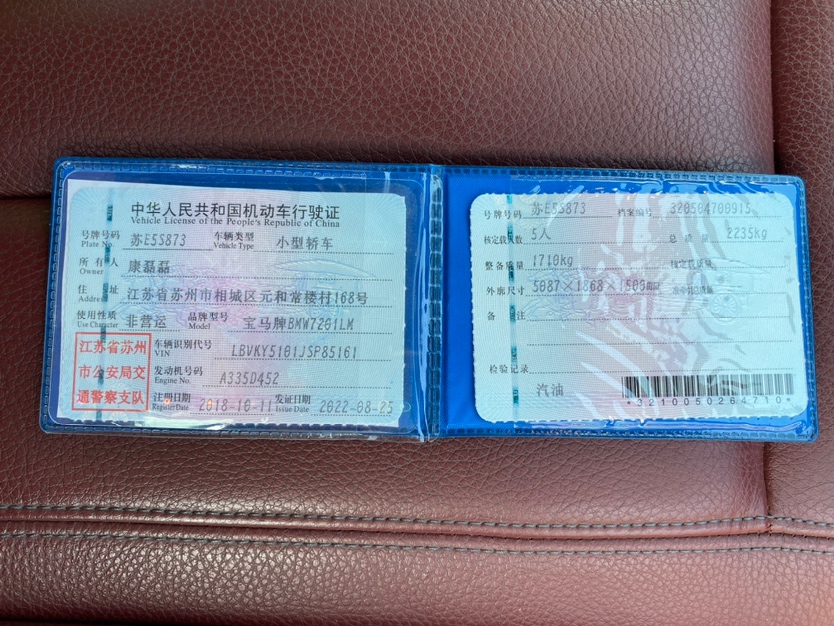 中华人民共和国机动车行驶证
Vehicle License of the People's Republic of China
号牌号码 Plate No. 苏E5S873 车辆类型 Vehicle Type 小型轿车
所有人 Owner 康磊磊
住址 Address 江苏省苏州市相城区元和常楼村168号
使用性质 Use Character 非营运 品牌型号 Model 宝马牌BMW7201LM
江苏省苏州
市公安局交
通警察支队
车辆识别代号 VIN LBVKY5101JSP85161
发动机号码 Engine No. A335D452
注册日期 Register Date 2018-10-11 发证日期 Issue Date 2022-08-25
号牌号码 苏E5S873 档案编号 320504700915
核定载人数 5人 总质量 2235kg
整备质量 1710kg 核定载质量
外廓尺寸 5087×1868×1500mm 准牵引总质量
备注
检验记录
汽油
*3210050264710*